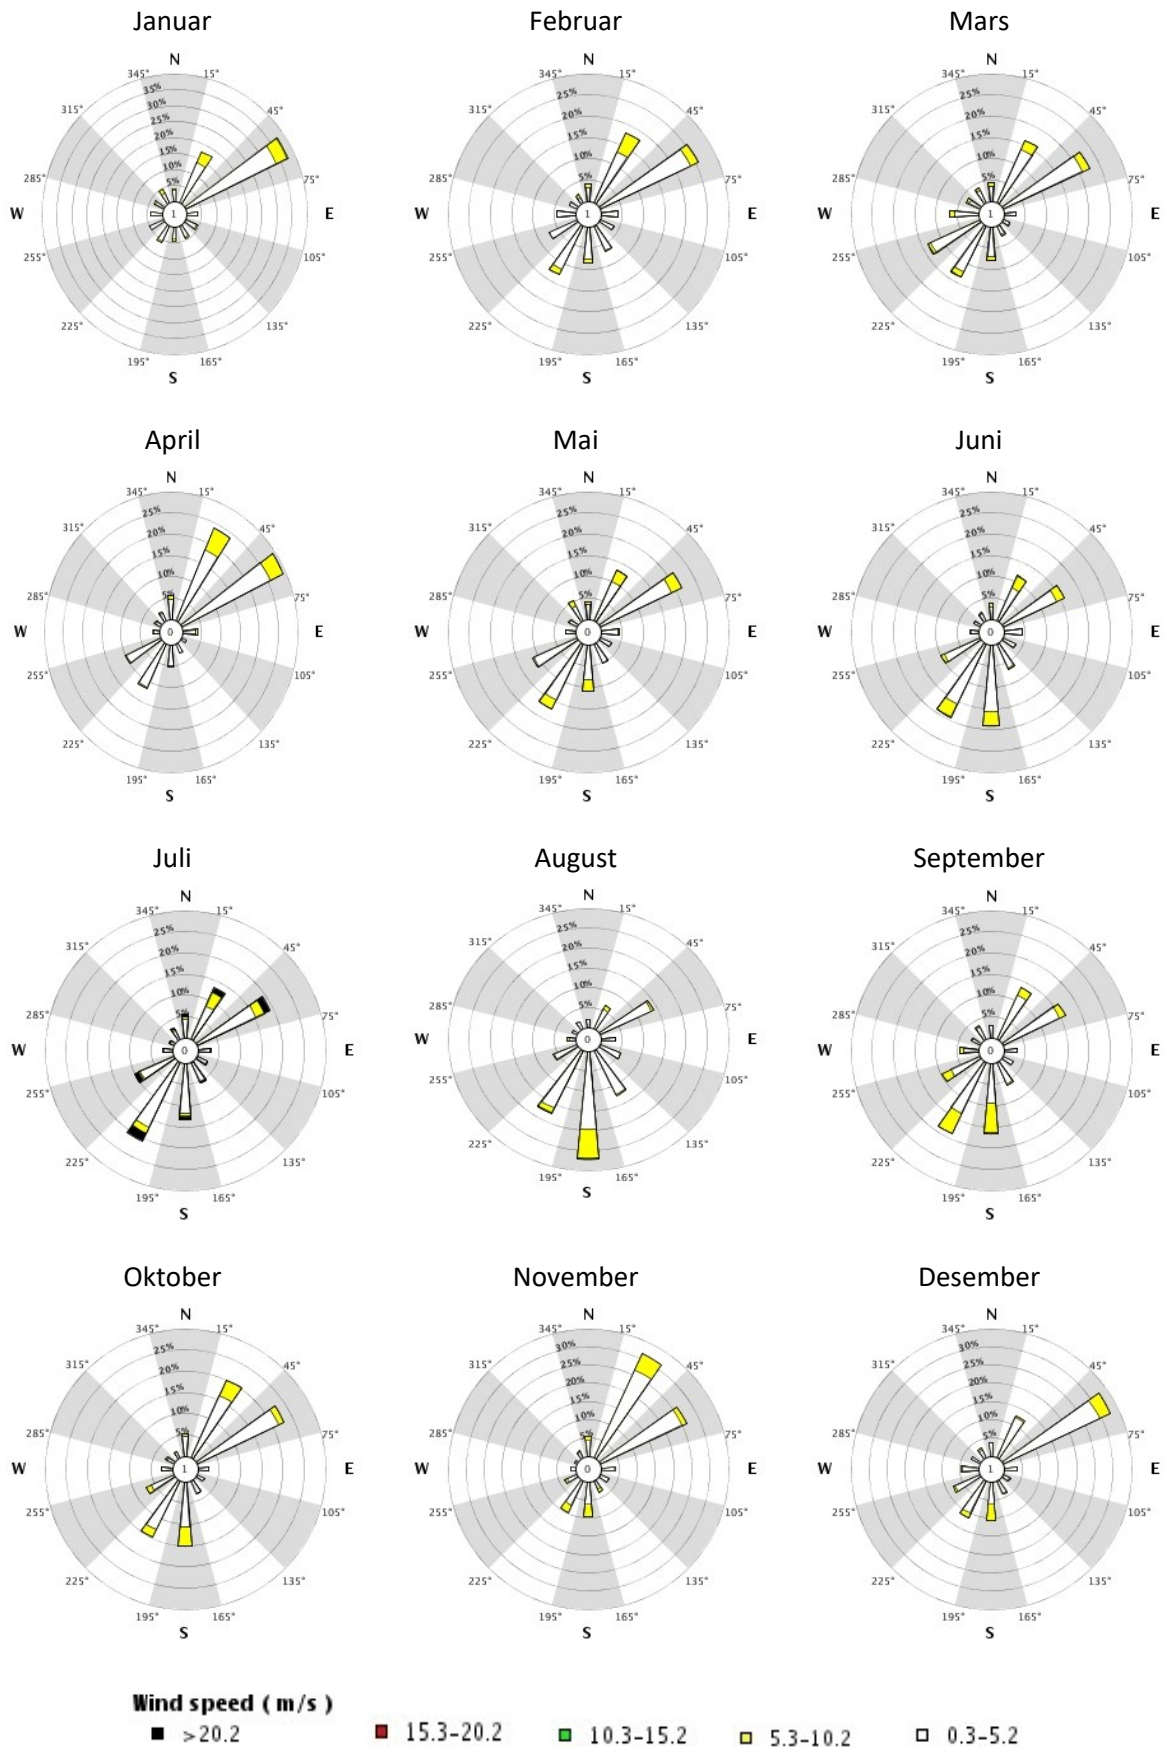 Januar Februar Mars
N N N
345° 15° 345° 15° 345° 15°
35%
30% 25% 25%
315° 45° 315° 45° 315° 45°
25% 20% 20%
20% 15% 15%
15% 10% 10%
10%
5% 5% 5%
285° 75° 285° 75° 285° 75°
W 1 E W 1 E W 1 E
255° 105° 255° 105° 255° 105°
225° 135° 225° 135° 225° 135°
195° 165° 195° 165° 195° 165°
S S S
April Mai Juni
N N N
345° 15° 345° 15° 345° 15°
25% 25% 25%
315° 45° 315° 45° 315° 45°
20% 20% 20%
15% 15% 15%
10% 10% 10%
5% 5% 5%
285° 75° 285° 75° 285° 75°
W 0 E W 0 E W 0 E
255° 105° 255° 105° 255° 105°
225° 135° 225° 135° 225° 135°
195° 165° 195° 165° 195° 165°
S S S
Juli August September
N N N
345° 15° 345° 15° 345° 15°
25% 25% 25%
315° 45° 315° 45° 315° 45°
20% 20% 20%
15% 15% 15%
10% 10% 10%
5% 5% 5%
285° 75° 285° 75° 285° 75°
W 0 E W 0 E W 0 E
255° 105° 255° 105° 255° 105°
225° 135° 225° 135° 225° 135°
195° 165° 195° 165° 195° 165°
S S S
Oktober November Desember
N N N
345° 15° 345° 15° 345° 15°
25% 30% 30%
315° 45° 315° 45° 315° 45°
20% 25% 25%
15% 20% 20%
10% 15% 15%
10% 10%
5% 5% 5%
285° 75° 285° 75° 285° 75°
W 1 E W 0 E W 1 E
255° 105° 255° 105° 255° 105°
225° 135° 225° 135° 225° 135°
195° 165° 195° 165° 195° 165°
S S S
Wind speed ( m/s )
>20.2 15.3-20.2 10.3-15.2 5.3-10.2 0.3-5.2